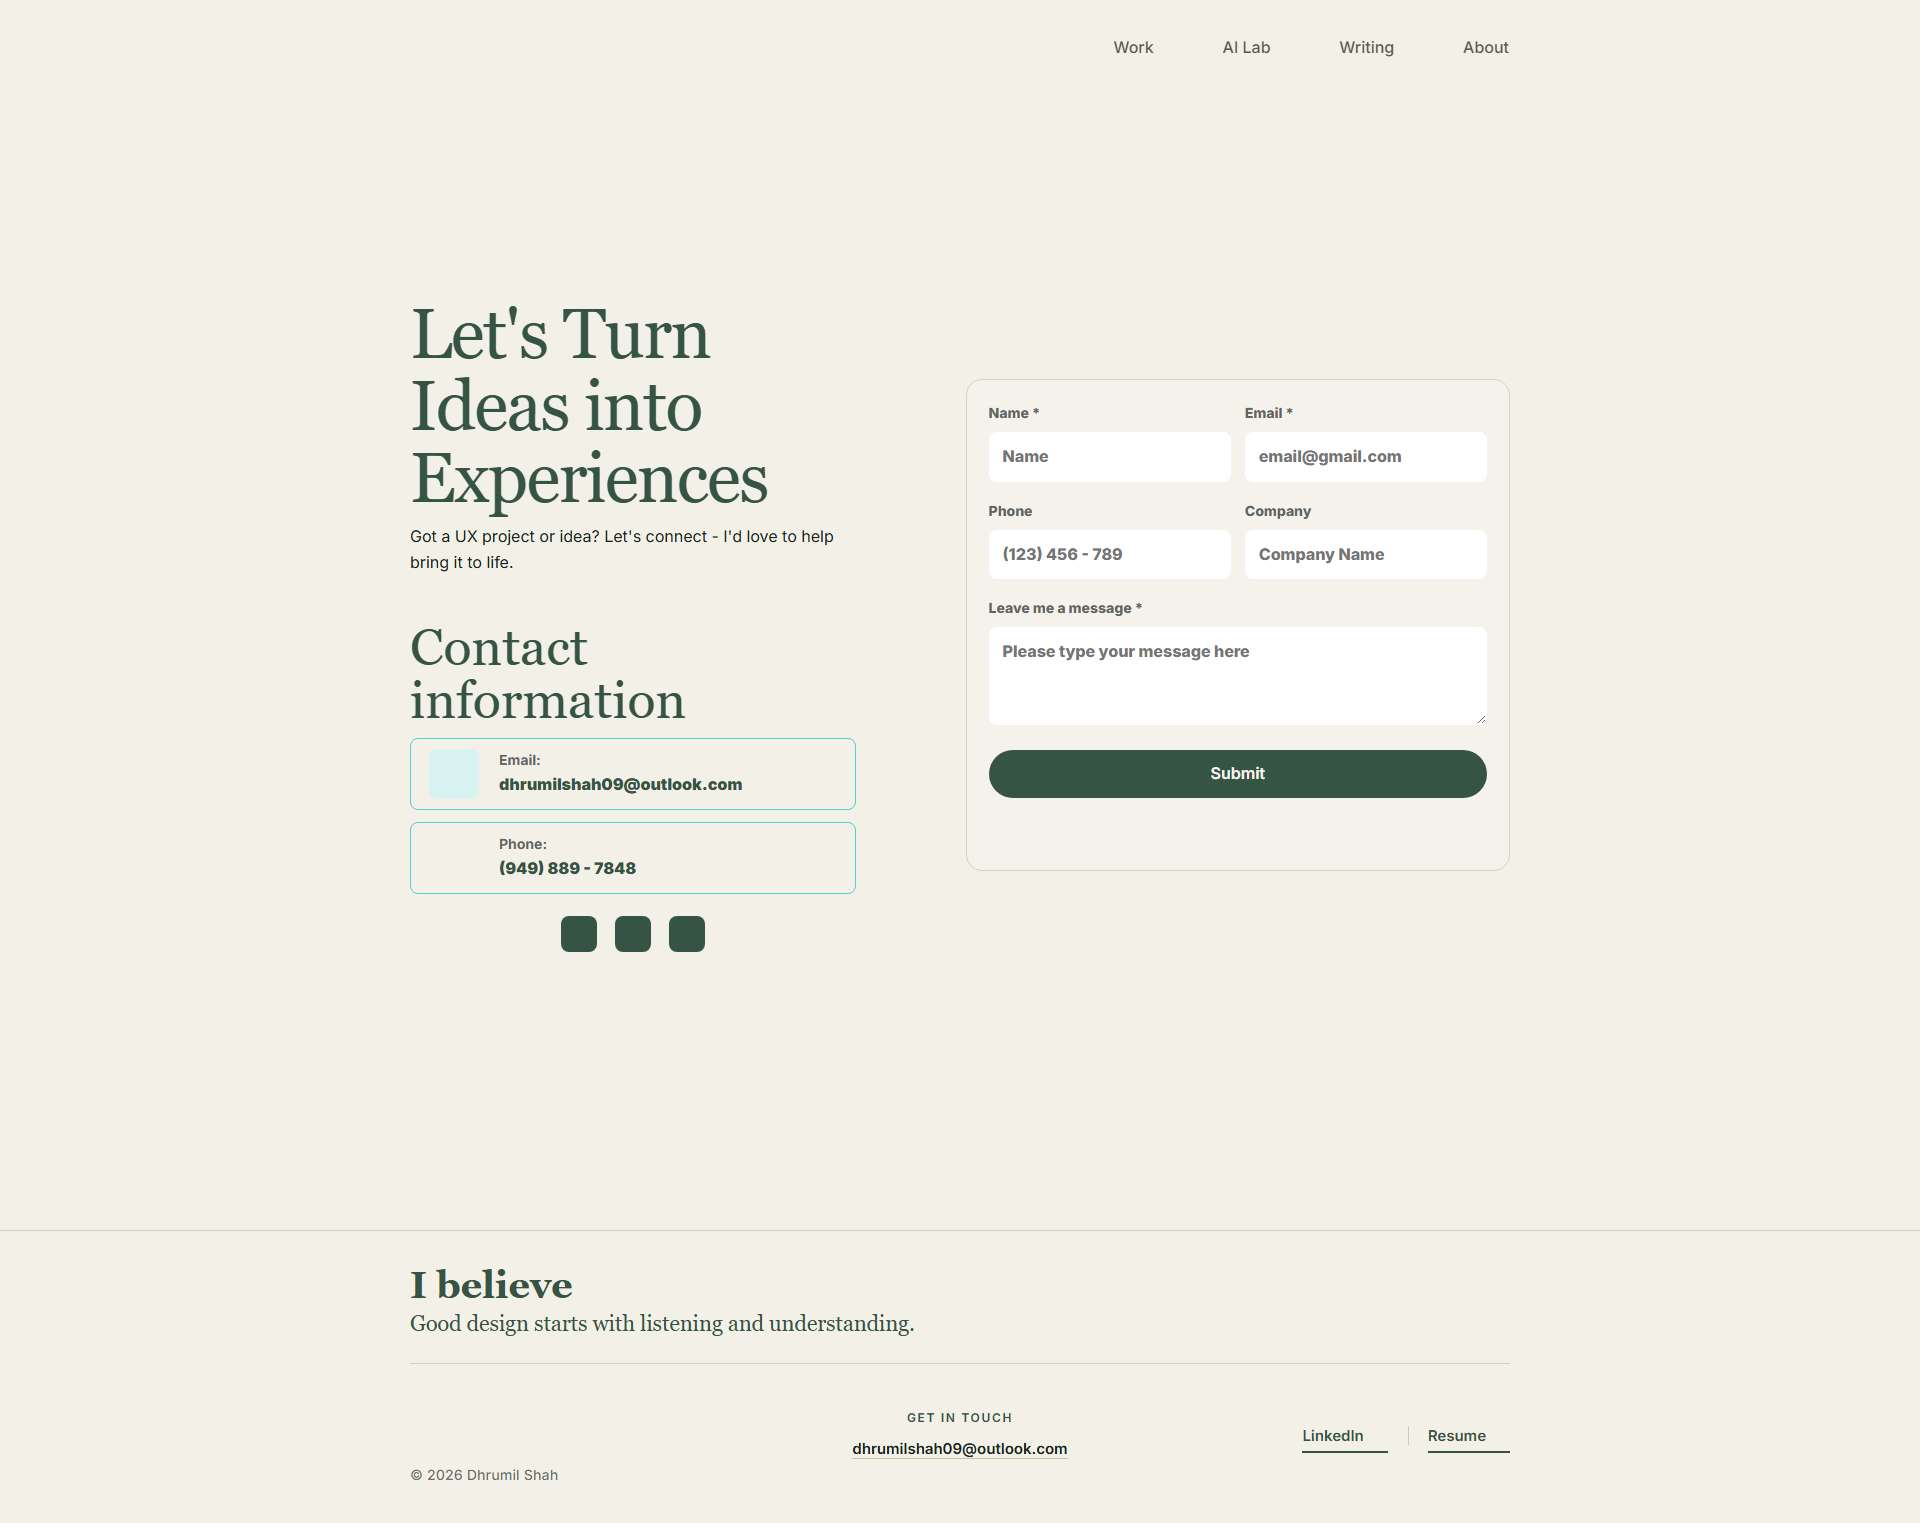 Work
AI Lab
Writing
About
Let's Turn
Ideas into
Experiences
Got a UX project or idea? Let's connect - I'd love to help
bring it to life.
Contact
information
Email:
dhrumilshah09@outlook.com
Phone:
(949) 889 - 7848
Name *
Name
Email *
email@gmail.com
Phone
(123) 456 - 789
Company
Company Name
Leave me a message *
Please type your message here
Submit
I believe
Good design starts with listening and understanding.
GET IN TOUCH
dhrumilshah09@outlook.com
LinkedIn
Resume
© 2026 Dhrumil Shah